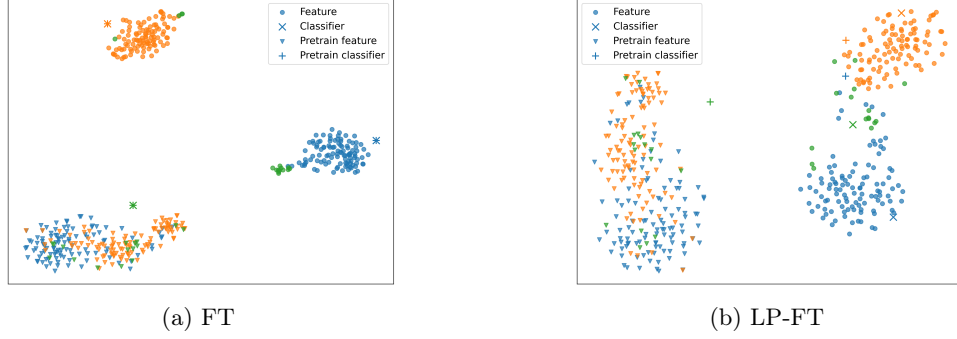 Feature
Classifier
Pretrain feature
Pretrain classifier
Feature
Classifier
Pretrain feature
Pretrain classifier
(a) FT
(b) LP-FT